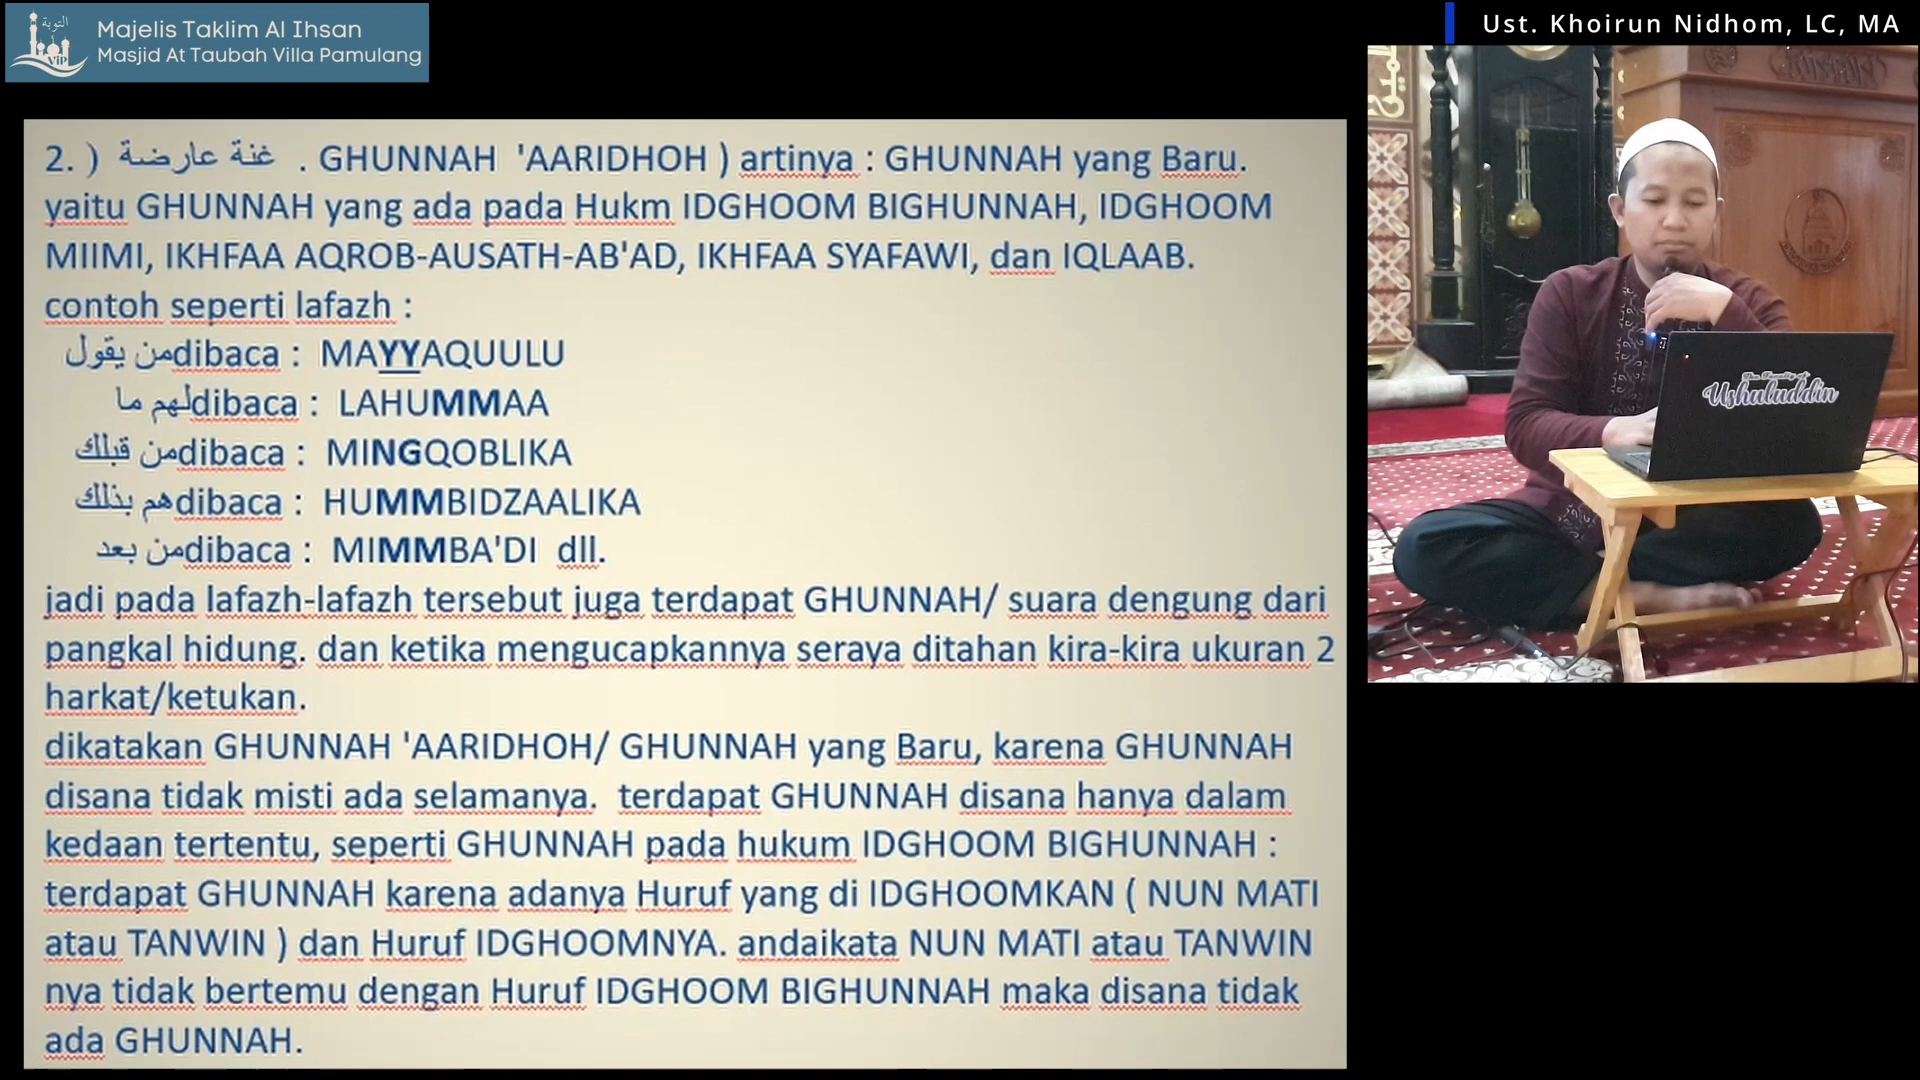 التوبة
ViP
Majelis Taklim Al Ihsan
Masjid At Taubah Villa Pamulang
Ust. Khoirun Nidhom, LC, MA
2. ) غنة عارضة . GHUNNAH 'AARIDHOH ) artinya : GHUNNAH yang Baru.
yaitu GHUNNAH yang ada pada Hukm IDGHOOM BIGHUNNAH, IDGHOOM
MIIMI, IKHFAA AQROB-AUSATH-AB'AD, IKHFAA SYAFAWI, dan IQLAAB.
contoh seperti lafazh :
من يقول dibaca : MAYYAQUULU
لهم ما dibaca : LAHUMMAA
من قبلك dibaca : MINGQOBLIKA
هم بذلك dibaca : HUMMBIDZAALIKA
من بعد dibaca : MIMMBA'DI dll.
jadi pada lafazh-lafazh tersebut juga terdapat GHUNNAH/ suara dengung dari
pangkal hidung. dan ketika mengucapkannya seraya ditahan kira-kira ukuran 2
harkat/ketukan.
dikatakan GHUNNAH 'AARIDHOH/ GHUNNAH yang Baru, karena GHUNNAH
disana tidak misti ada selamanya. terdapat GHUNNAH disana hanya dalam
kedaan tertentu, seperti GHUNNAH pada hukum IDGHOOM BIGHUNNAH :
terdapat GHUNNAH karena adanya Huruf yang di IDGHOOMKAN ( NUN MATI
atau TANWIN ) dan Huruf IDGHOOMNYA. andaikata NUN MATI atau TANWIN
nya tidak bertemu dengan Huruf IDGHOOM BIGHUNNAH maka disana tidak
ada GHUNNAH.
The Faculty of
Ushuluddin